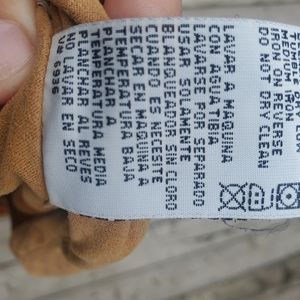 MEDIUM IRON
IRON ON REVERSE
DO NOT DRY CLEAN
LAVAR A MAQUINA
CON AGUA TIBIA
LAVARSE POR SEPARADO
USAR SOLAMENTE
BLANQUEADOR SIN CLORO
CUANDO ES NECESITE
SECAR EN MAQUINA A
TEMPERATURA BAJA
PLANCHAR A
TEMPERATURA MEDIA
PLANCHAR AL REVES
NO LAVAR EN SECO